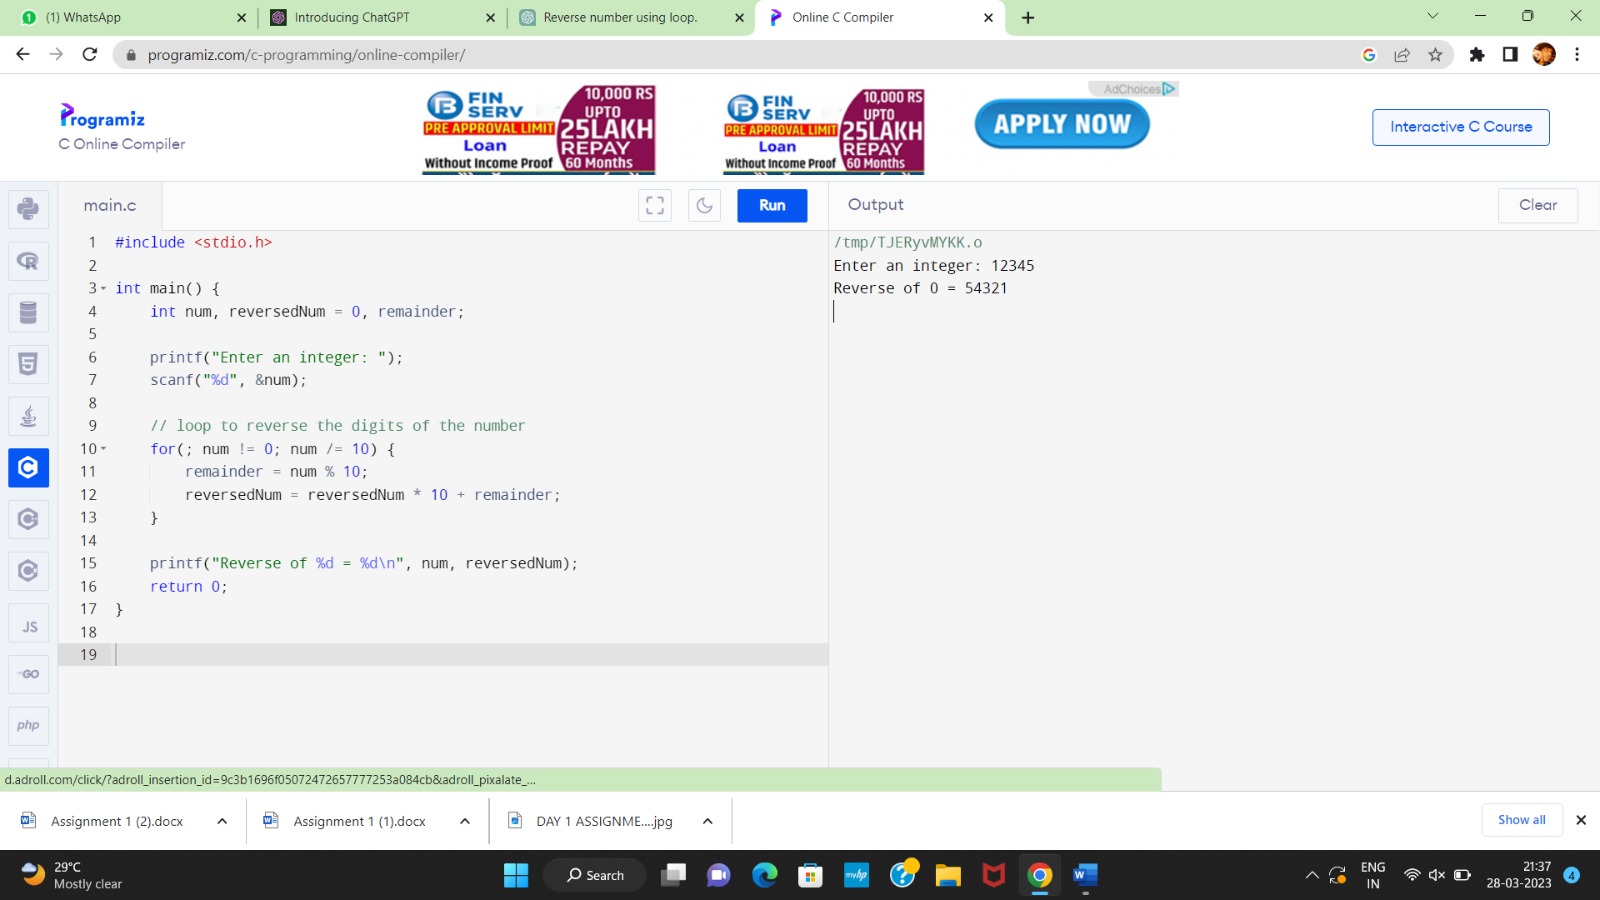 (1) WhatsApp
Introducing ChatGPT
Reverse number using loop.
Online C Compiler
programiz.com/c-programming/online-compiler/
Programiz
C Online Compiler
B FIN SERV
PRE APPROVAL LIMIT
Loan
Without Income Proof
10,000 RS
UPTO
25LAKH
REPAY
60 Months
B FIN SERV
PRE APPROVAL LIMIT
Loan
Without Income Proof
10,000 RS
UPTO
25LAKH
REPAY
60 Months
AdChoices
APPLY NOW
Interactive C Course
main.c
Run
Output
Clear
1 #include <stdio.h>
2
3 int main() {
4 int num, reversedNum = 0, remainder;
5
6 printf("Enter an integer: ");
7 scanf("%d", &num);
8
9 // loop to reverse the digits of the number
10 for(; num != 0; num /= 10) {
11 remainder = num % 10;
12 reversedNum = reversedNum * 10 + remainder;
13 }
14
15 printf("Reverse of %d = %d\n", num, reversedNum);
16 return 0;
17 }
18
19
/tmp/TJERyvMYKK.o
Enter an integer: 12345
Reverse of 0 = 54321
JS
GO
php
d.adroll.com/click/?adroll_insertion_id=9c3b1696f05072472657777253a084cb&adroll_pixalate_...
Assignment 1 (2).docx
Assignment 1 (1).docx
DAY 1 ASSIGNME....jpg
Show all
29°C
Mostly clear
Search
myhp
ENG
IN
21:37
28-03-2023
4